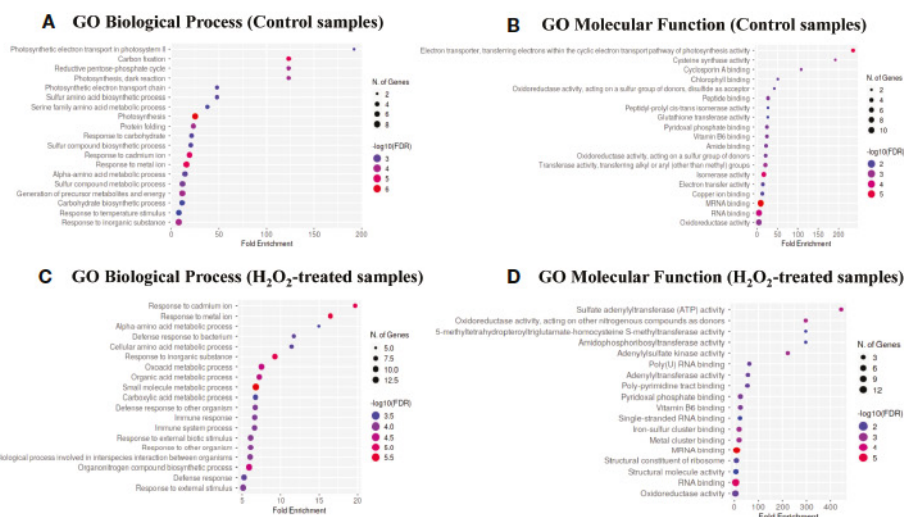 A GO Biological Process (Control samples)
Photosynthetic electron transport in photosystem II
Carbon fixation
Reductive pentose-phosphate cycle
Photosynthesis, dark reaction
Photosynthetic electron transport chain
Sulfur amino acid biosynthetic process
Serine family amino acid metabolic process
Photosynthesis
Protein folding
Response to carbohydrate
Sulfur compound biosynthetic process
Response to cadmium ion
Response to metal ion
Alpha-amino acid metabolic process
Sulfur compound metabolic process
Generation of precursor metabolites and energy
Carbohydrate biosynthetic process
Response to temperature stimulus
Response to inorganic substance
0 50 100 150 200
Fold Enrichment
N. of Genes
2
4
6
8
-log10(FDR)
3
4
5
6
B GO Molecular Function (Control samples)
Electron transporter, transferring electrons within the cyclic electron transport pathway of photosynthesis activity
Cysteine synthase activity
Cyclosporin A binding
Chlorophyll binding
Oxidoreductase activity, acting on a sulfur group of donors, disulfide as acceptor
Peptide binding
Peptidyl-prolyl cis-trans isomerase activity
Glutathione transferase activity
Pyridoxal phosphate binding
Vitamin B6 binding
Amide binding
Oxidoreductase activity, acting on a sulfur group of donors
Transferase activity, transferring alkyl or aryl (other than methyl) groups
Isomerase activity
Electron transfer activity
Copper ion binding
MRNA binding
RNA binding
Oxidoreductase activity
0 50 100 150 200
Fold Enrichment
N. of Genes
2
4
6
8
10
-log10(FDR)
2
3
4
5
C GO Biological Process (H₂O₂-treated samples)
Response to cadmium ion
Response to metal ion
Alpha-amino acid metabolic process
Defense response to bacterium
Cellular amino acid metabolic process
Response to inorganic substance
Oxoacid metabolic process
Organic acid metabolic process
Small molecule metabolic process
Carboxylic acid metabolic process
Defense response to other organism
Immune response
Immune system process
Response to external biotic stimulus
Response to other organism
iological process involved in interspecies interaction between organisms
Organonitrogen compound biosynthetic process
Defense response
Response to external stimulus
5 10 15 20
Fold Enrichment
N. of Genes
5.0
7.5
10.0
12.5
-log10(FDR)
3.5
4.0
4.5
5.0
5.5
D GO Molecular Function (H₂O₂-treated samples)
Sulfate adenylyltransferase (ATP) activity
Oxidoreductase activity, acting on other nitrogenous compounds as donors
5-methyltetrahydropteroyltriglutamate-homocysteine S-methyltransferase activity
Amidophosphoribosyltransferase activity
Adenylylsulfate kinase activity
Poly(U) RNA binding
Adenylyltransferase activity
Poly-pyrimidine tract binding
Pyridoxal phosphate binding
Vitamin B6 binding
Single-stranded RNA binding
Iron-sulfur cluster binding
Metal cluster binding
MRNA binding
Structural constituent of ribosome
Structural molecule activity
RNA binding
Oxidoreductase activity
0 100 200 300 400
Fold Enrichment
N. of Genes
3
6
9
12
-log10(FDR)
2
3
4
5